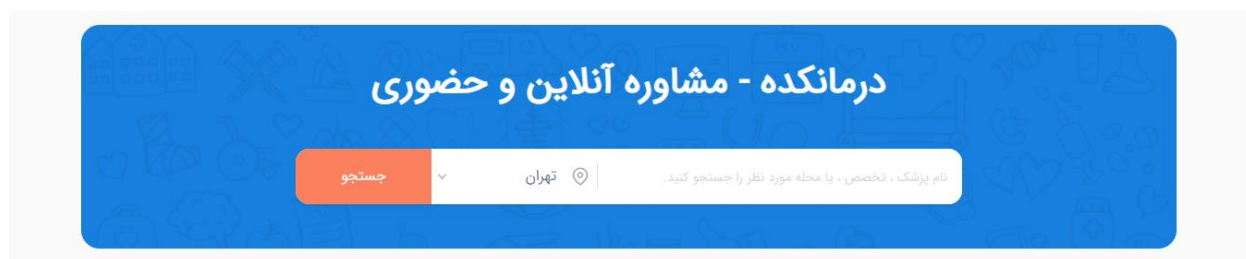 درمانکده - مشاوره آنلاین و حضوری
نام پزشک ، تخصص ، یا محله مورد نظر را جستجو کنید. تهران جستجو